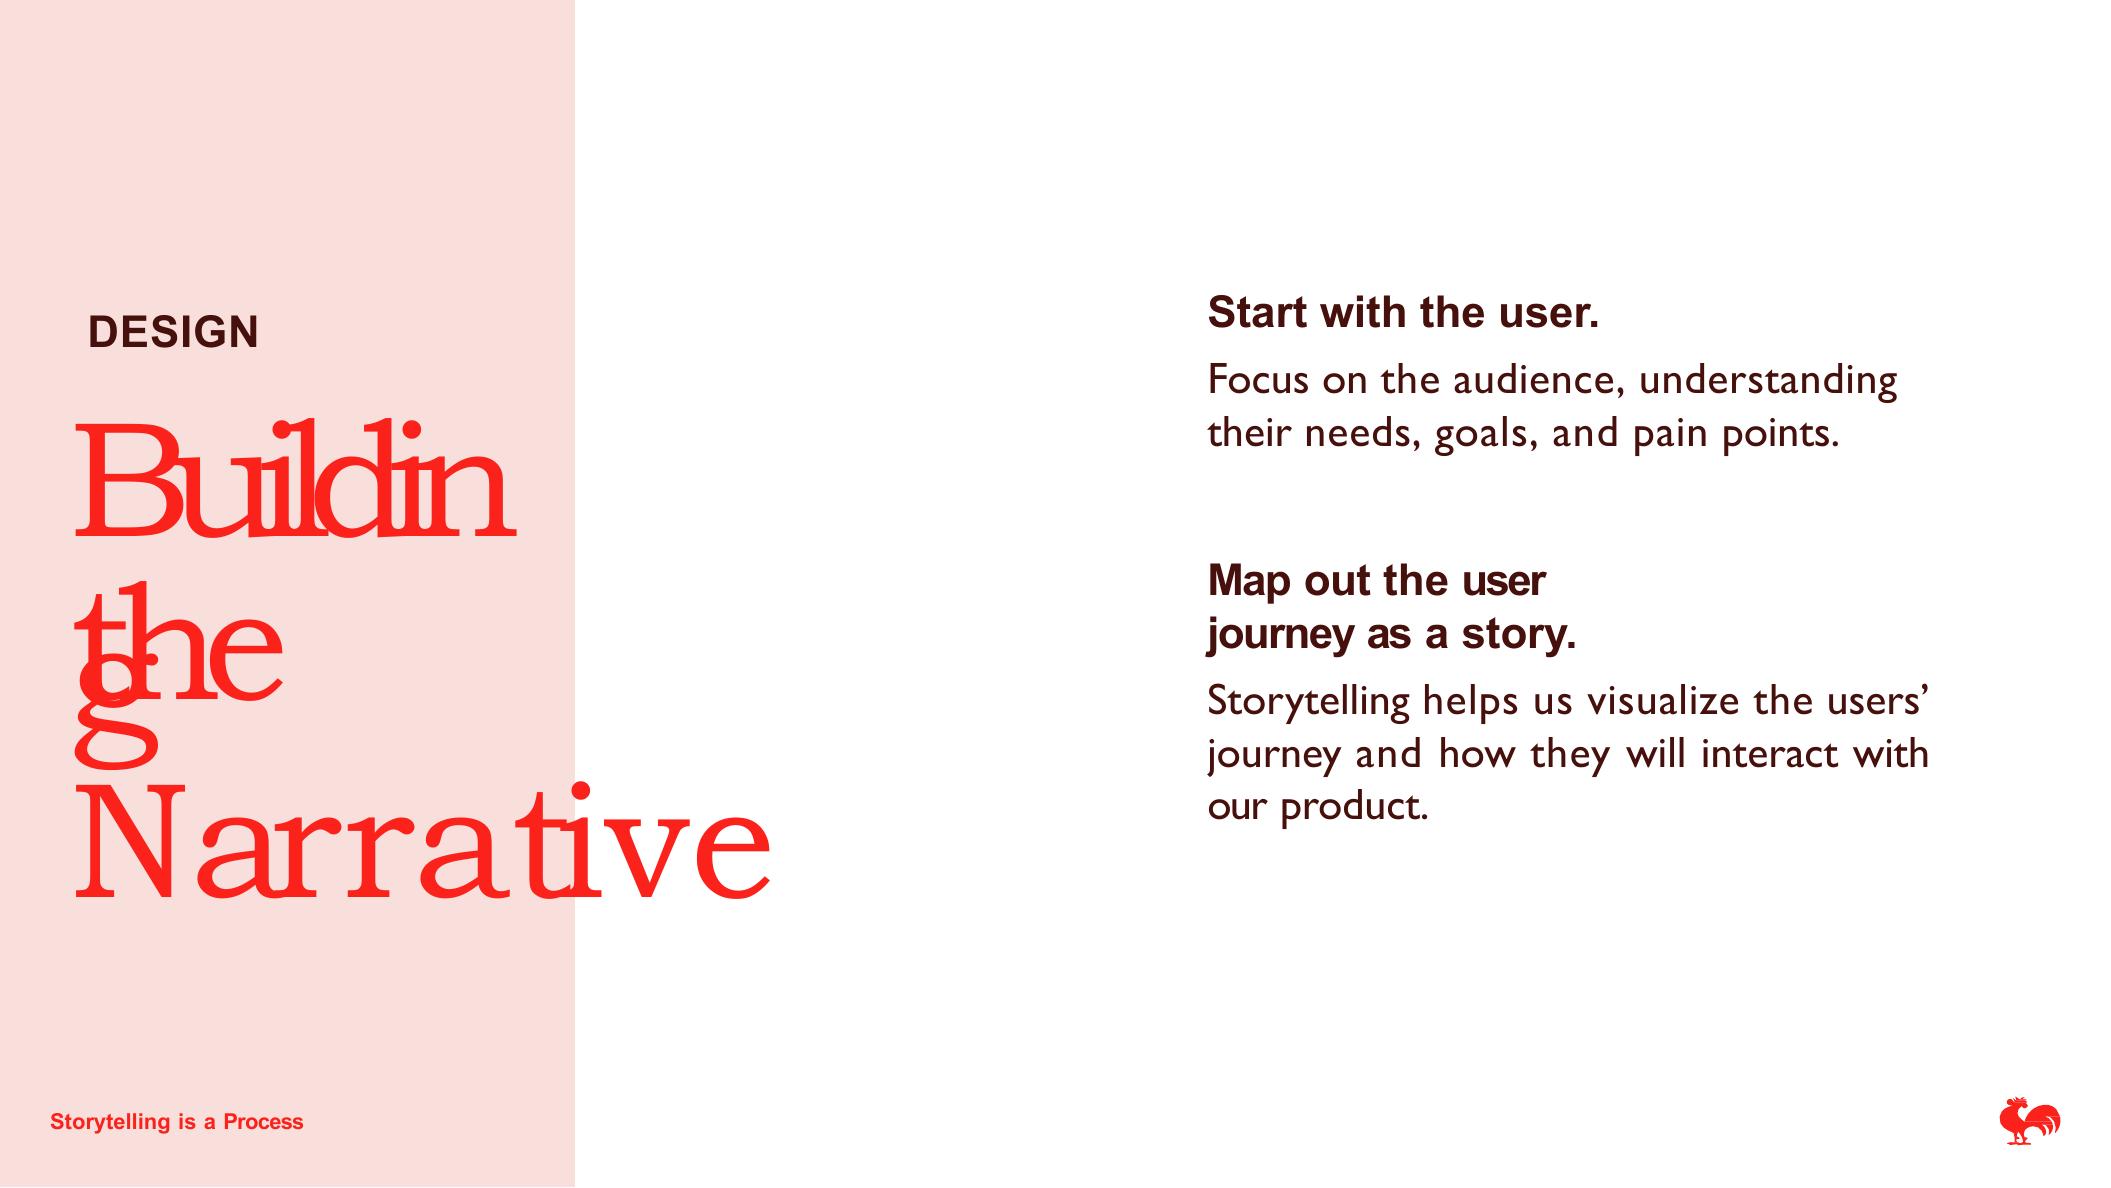 DESIGN
Buildin
g
the
Narrative
Start with the user.
Focus on the audience, understanding
their needs, goals, and pain points.
Map out the user
journey as a story.
Storytelling helps us visualize the users’
journey and how they will interact with
our product.
Storytelling is a Process